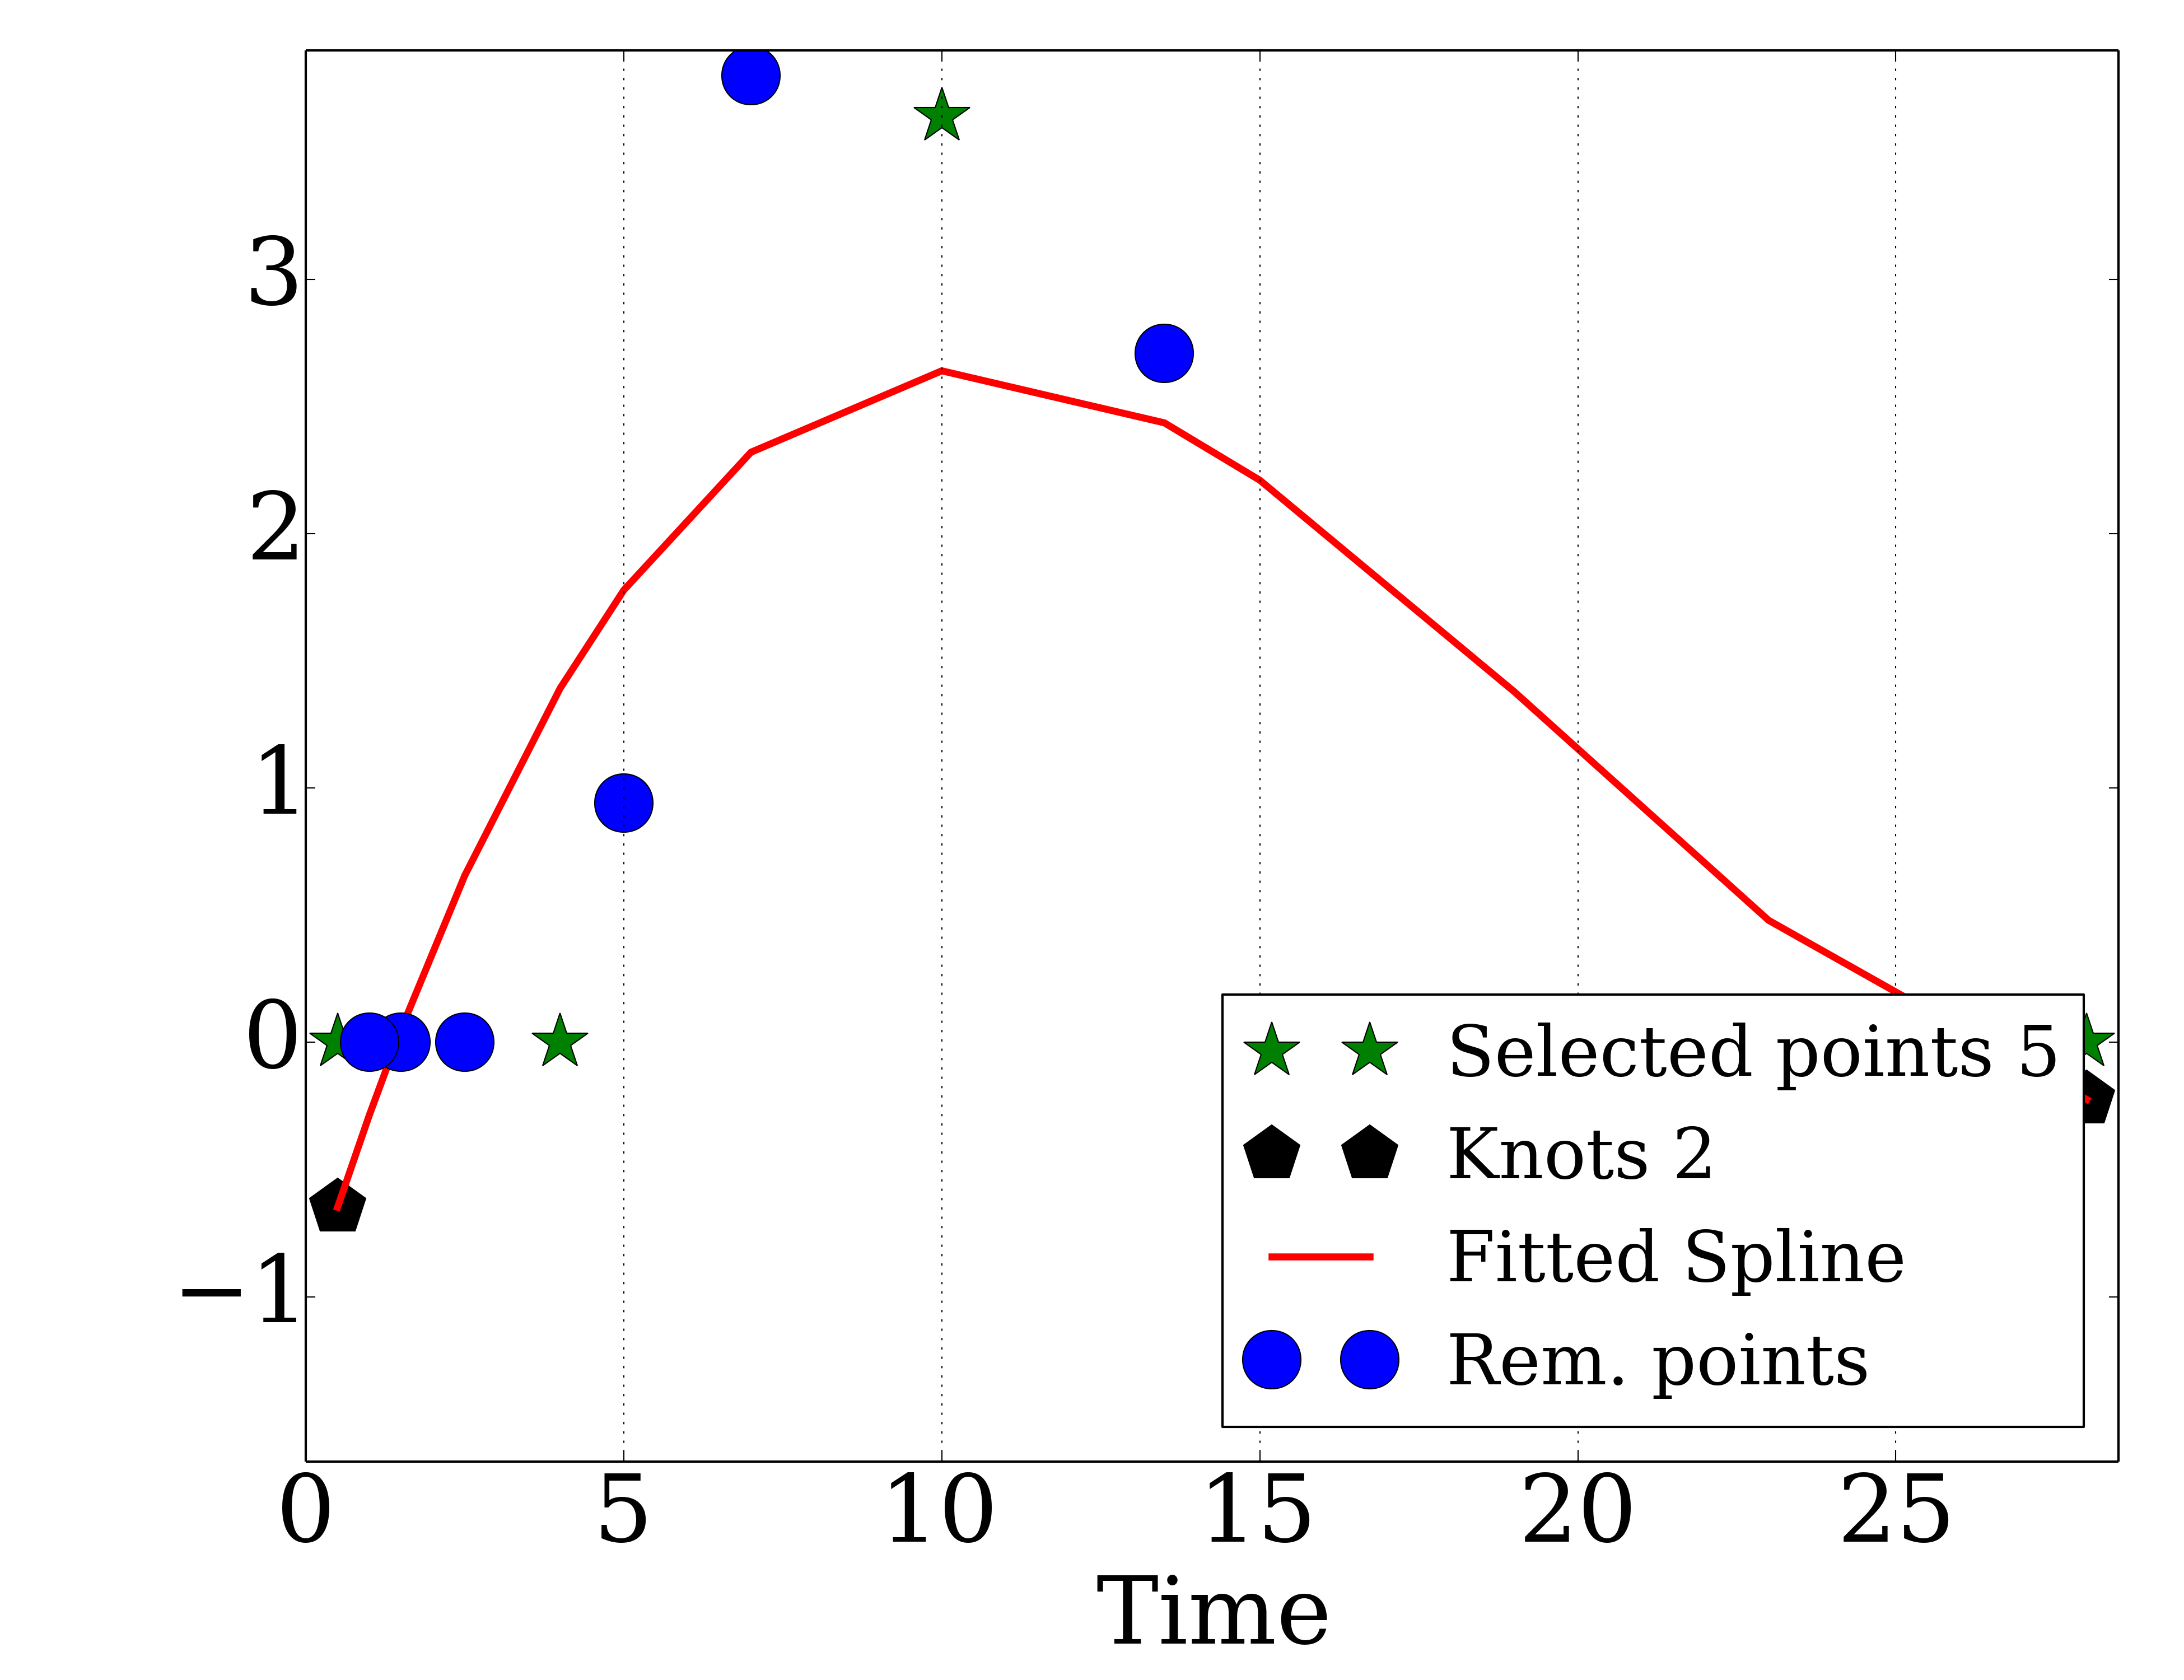 3
2
1
0
−1
Selected points 5
Knots 2
Fitted Spline
Rem. points
0 5 10 15 20 25
Time